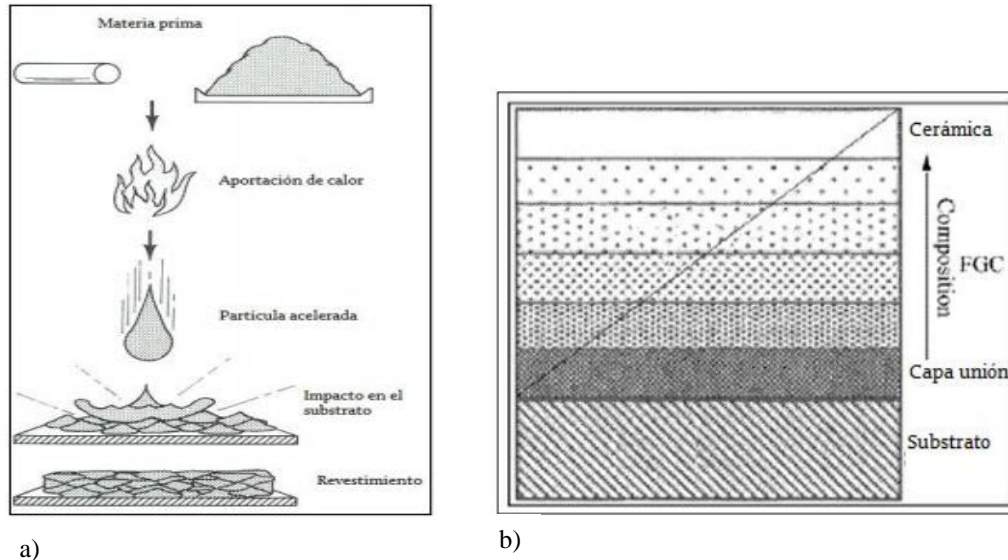 Materia prima
Aportación de calor
Partícula acelerada
Impacto en el
substrato
Revestimiento
a)
Cerámica
Composition
FGC
Capa unión
Substrato
b)